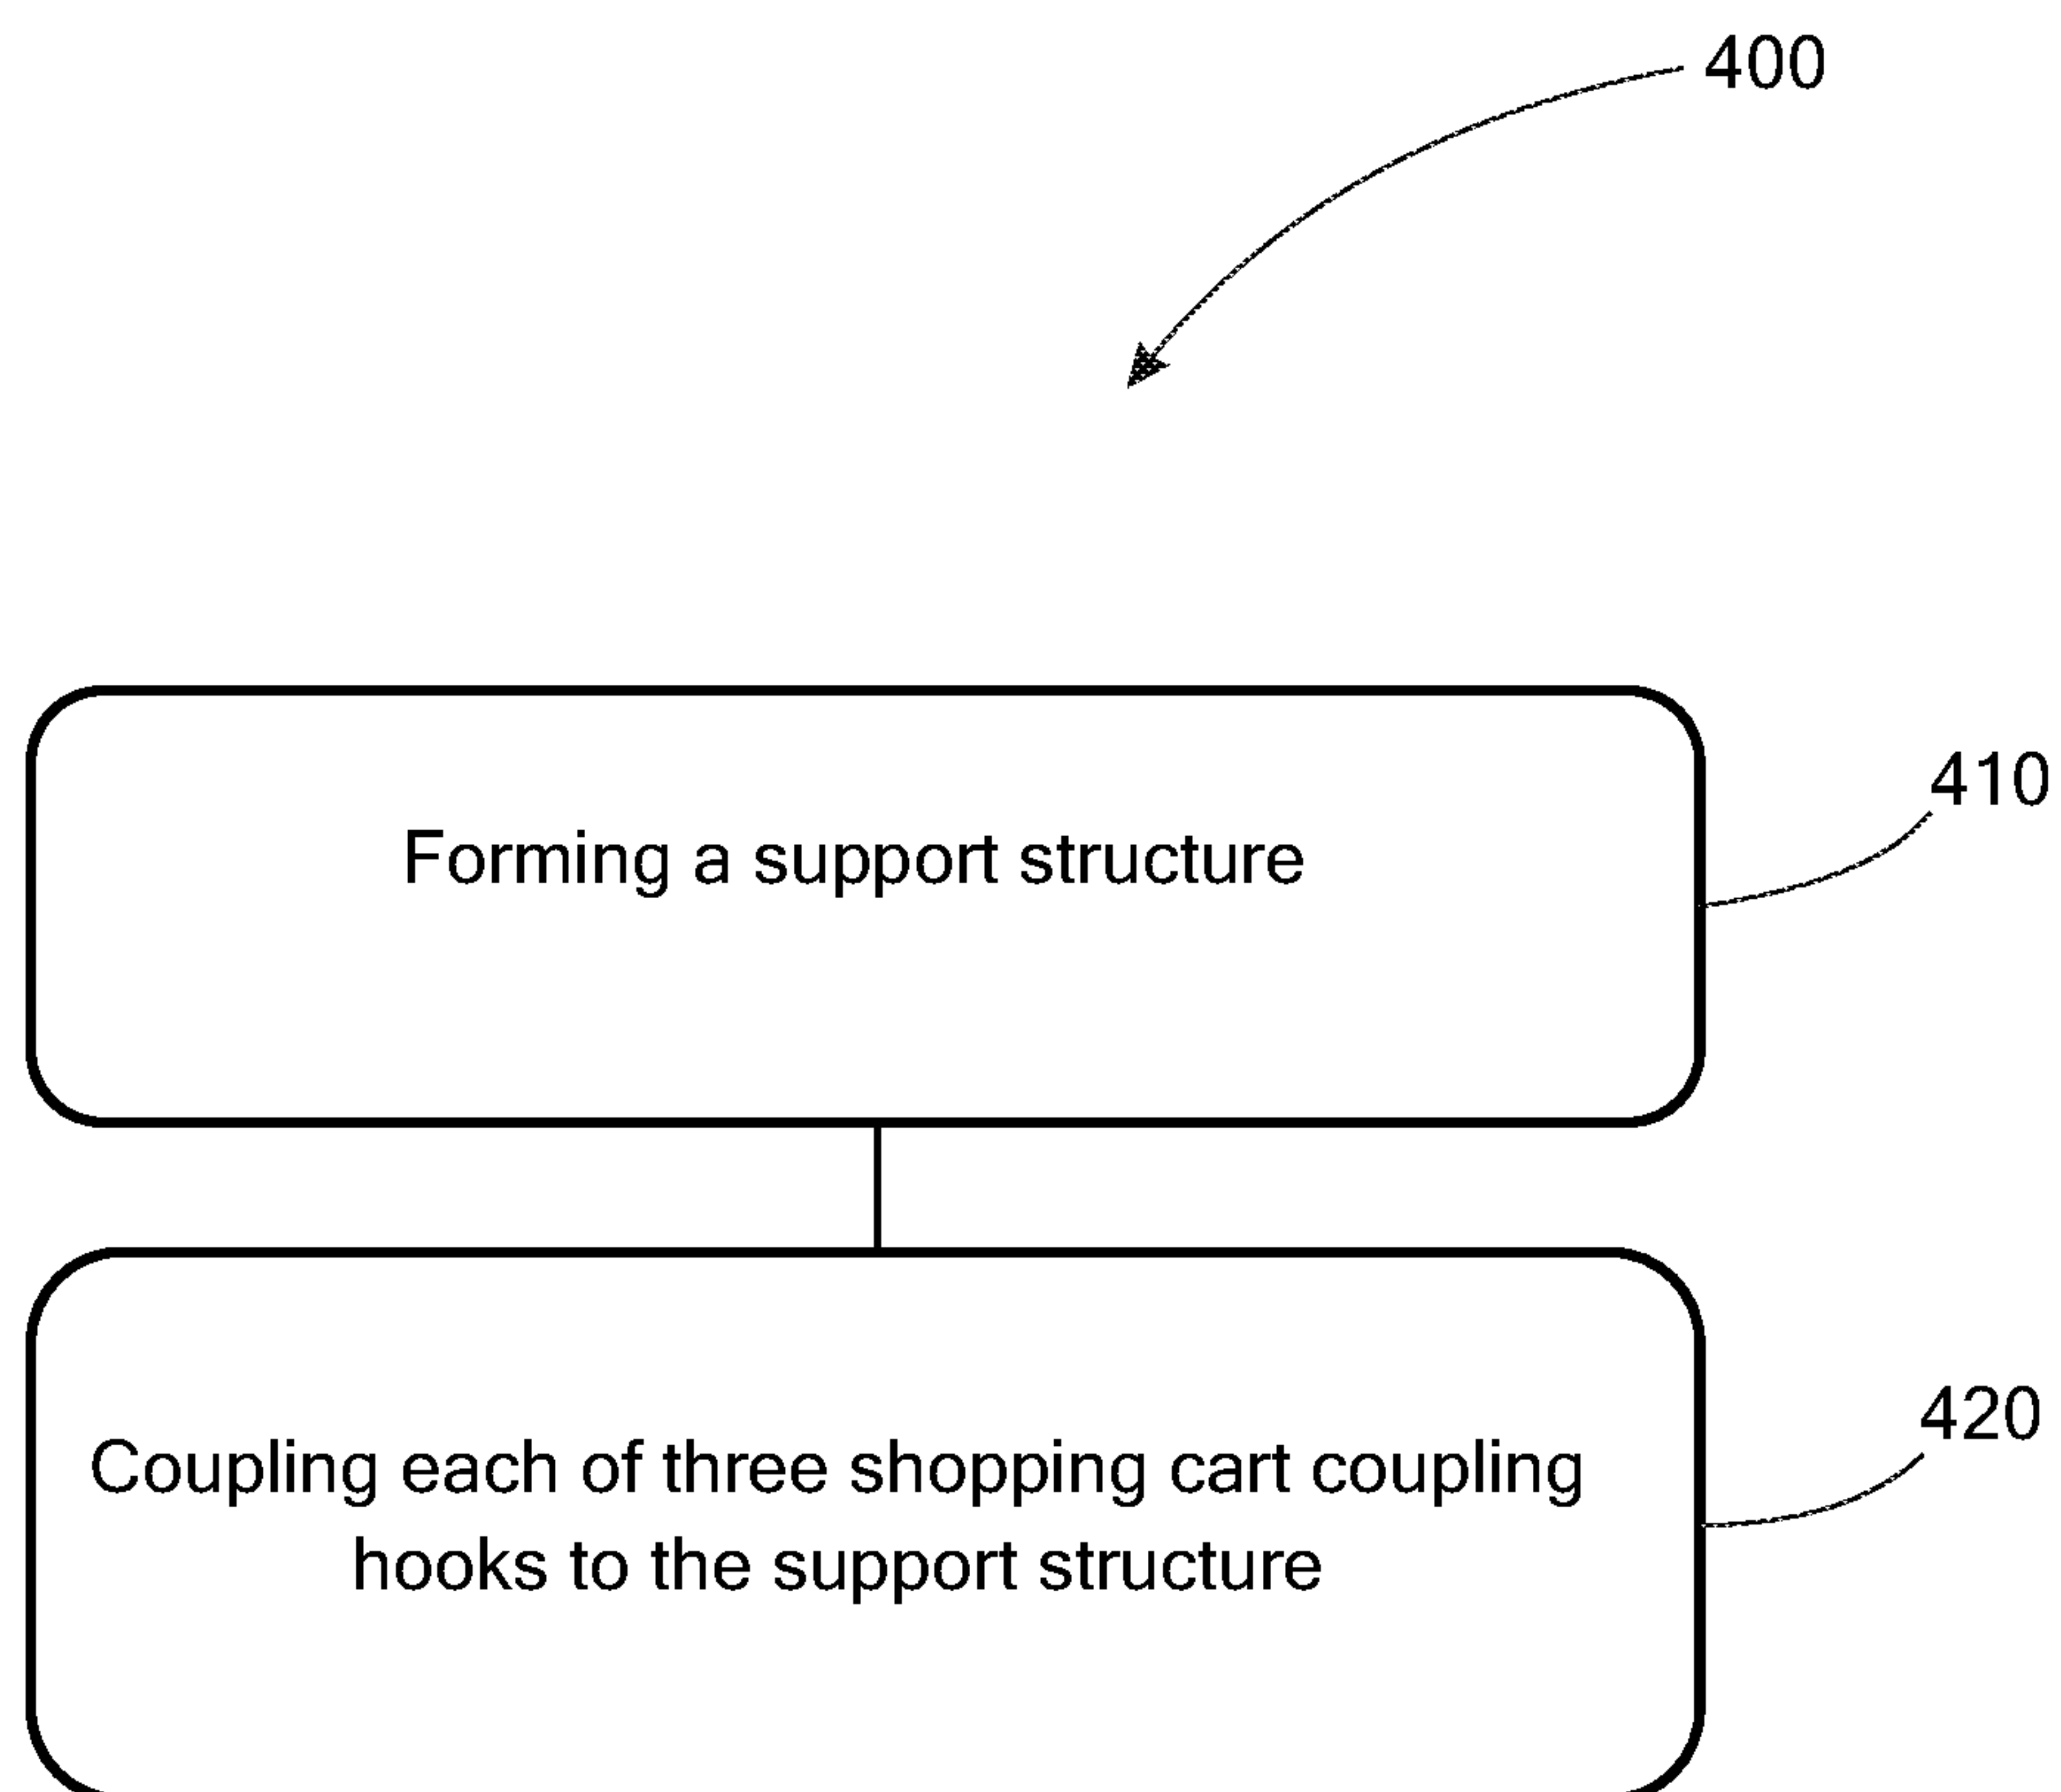 400
410
Forming a support structure
420
Coupling each of three shopping cart coupling
hooks to the support structure